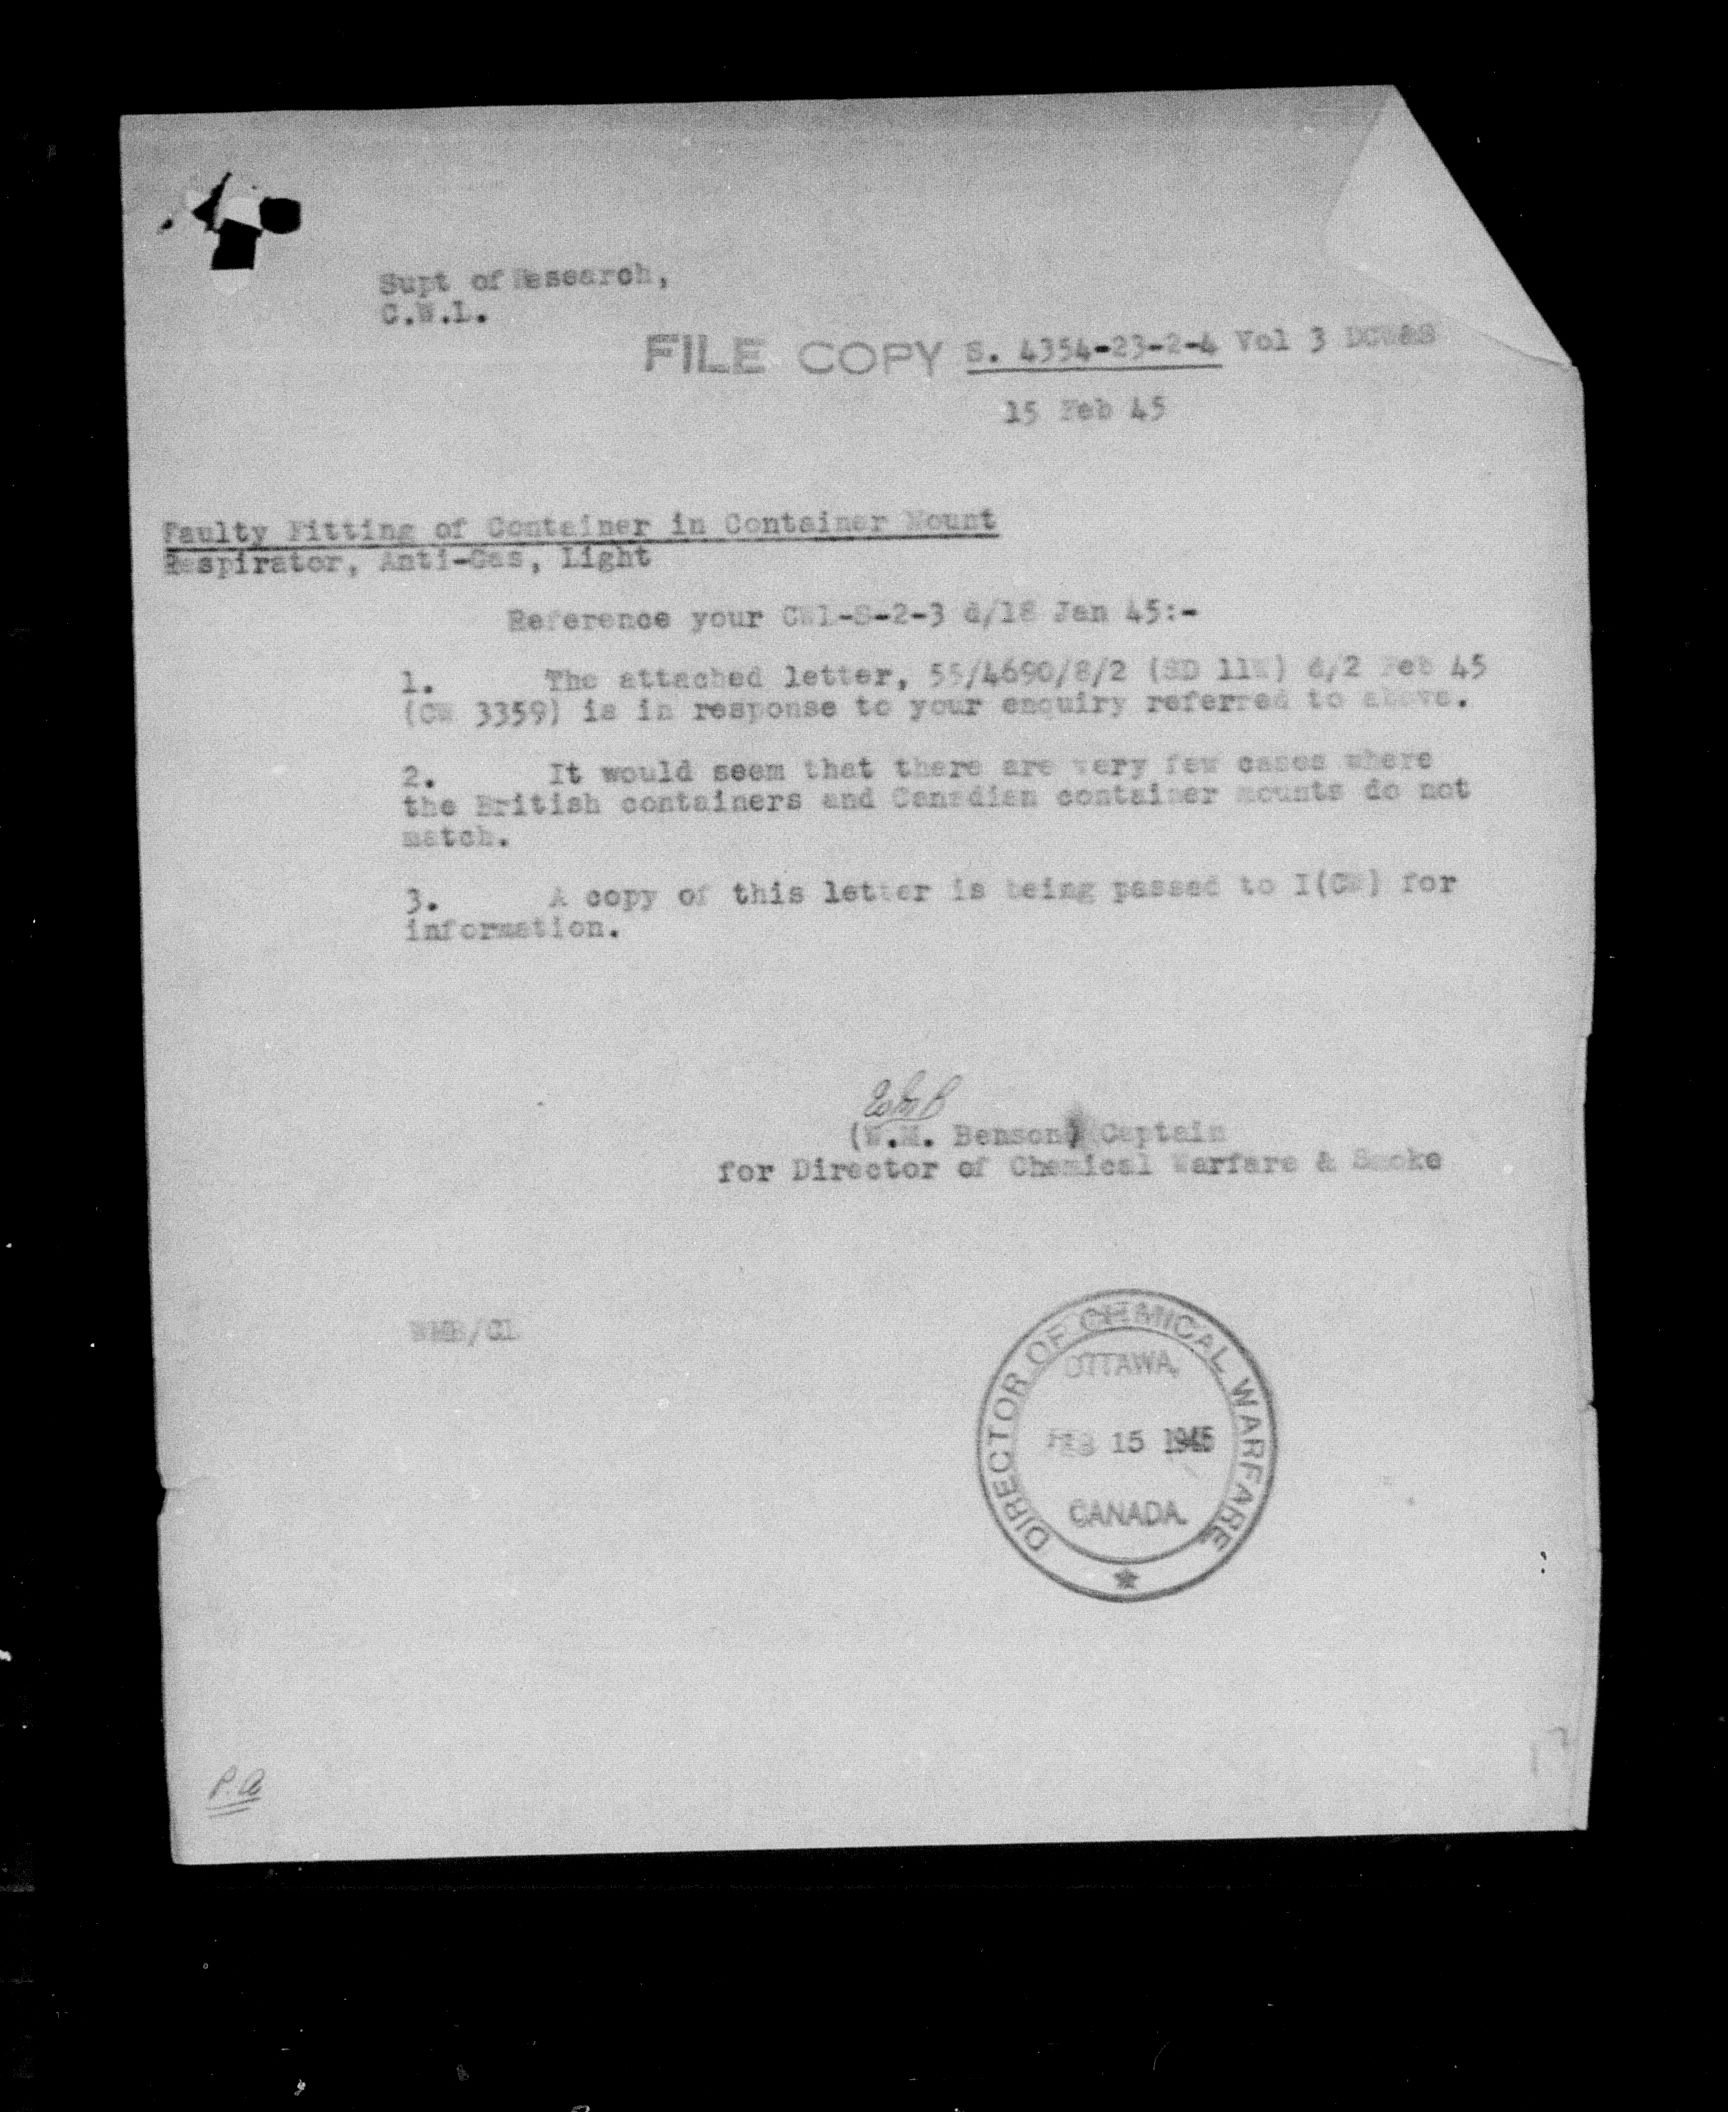 Supt of Research,
C.W.L.
FILE COPY S. 4354-23-2-4 Vol 3 DCW&S
15 Feb 45
Faulty Fitting of Container in Container Mount
Respirator, Anti-Gas, Light
Reference your CWL-S-2-3 d/18 Jan 45:-
1. The attached letter, 55/4690/8/2 (SD 11W) d/2 Feb 45
(CW 3359) is in response to your enquiry referred to above.
2. It would seem that there are very few cases where
the British containers and Canadian container mounts do not
match.
3. A copy of this letter is being passed to I(CW) for
information.
WMB
(W.M. Benson) Captain
for Director of Chemical Warfare & Smoke
WMB/CL
DIRECTOR OF CHEMICAL WARFARE
OTTAWA.
FEB 15 1945
CANADA.
P.A